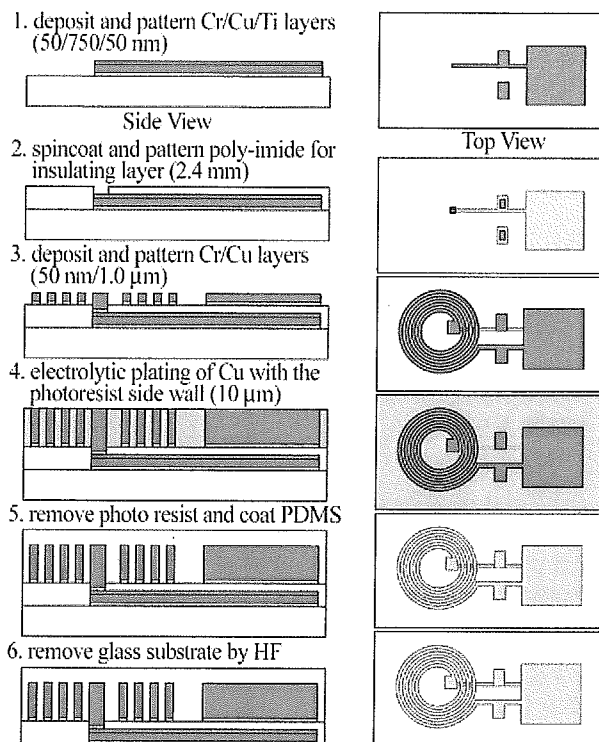 1. deposit and pattern Cr/Cu/Ti layers
(50/750/50 nm)
Side View
Top View
2. spincoat and pattern poly-imide for
insulating layer (2.4 mm)
3. deposit and pattern Cr/Cu layers
(50 nm/1.0 μm)
4. electrolytic plating of Cu with the
photoresist side wall (10 μm)
5. remove photo resist and coat PDMS
6. remove glass substrate by HF